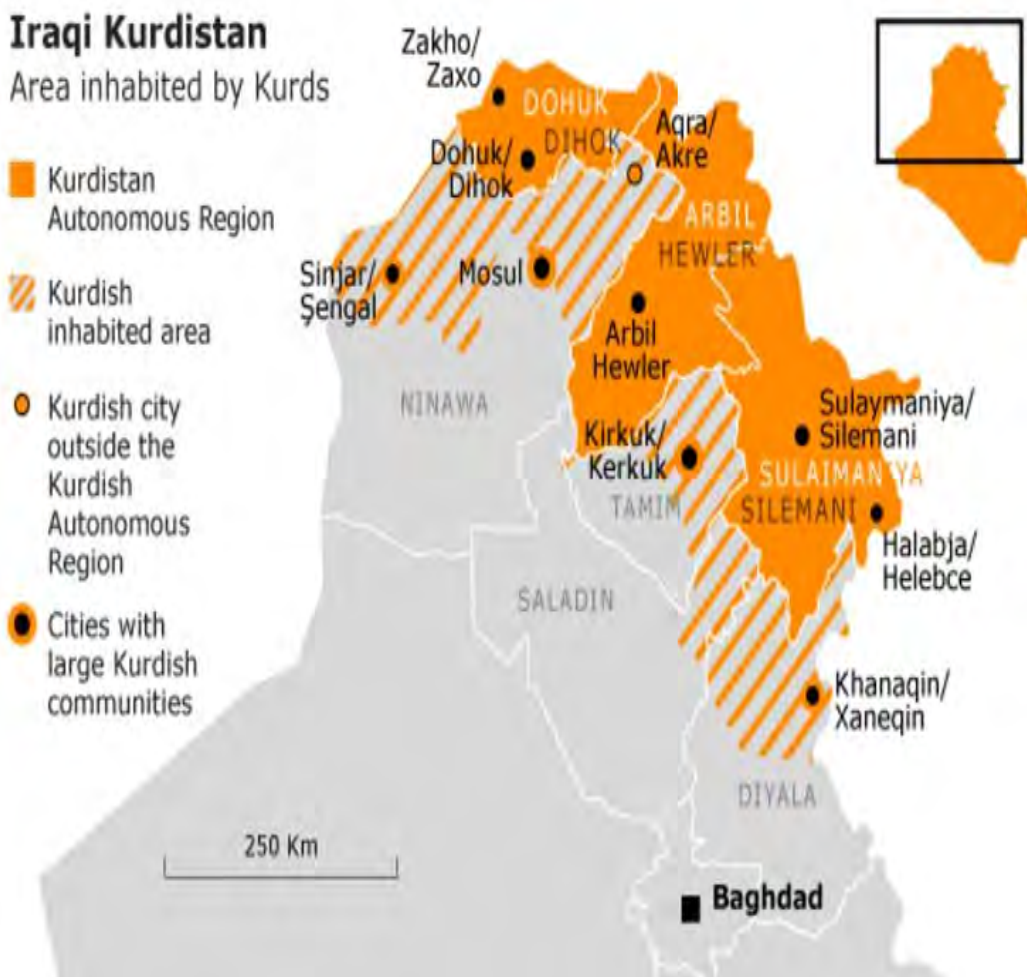 Iraqi Kurdistan
Area inhabited by Kurds
Kurdistan
Autonomous Region
Kurdish
inhabited area
Kurdish city
outside the
Kurdish
Autonomous
Region
Cities with
large Kurdish
communities
Zakho/
Zaxo
DOHUK
DIHOK
Dohuk/
Dihok
Aqra/
Akre
ARBIL
HEWLER
Sinjar/
Şengal
Mosul
Arbil
Hewler
NINAWA
Kirkuk/
Kerkuk
TAMIM
Sulaymaniya/
Silemani
SULAIMANIYA
SILEMANI
Halabja/
Helebce
SALADIN
Khanaqin/
Xaneqin
DIYALA
250 Km
Baghdad